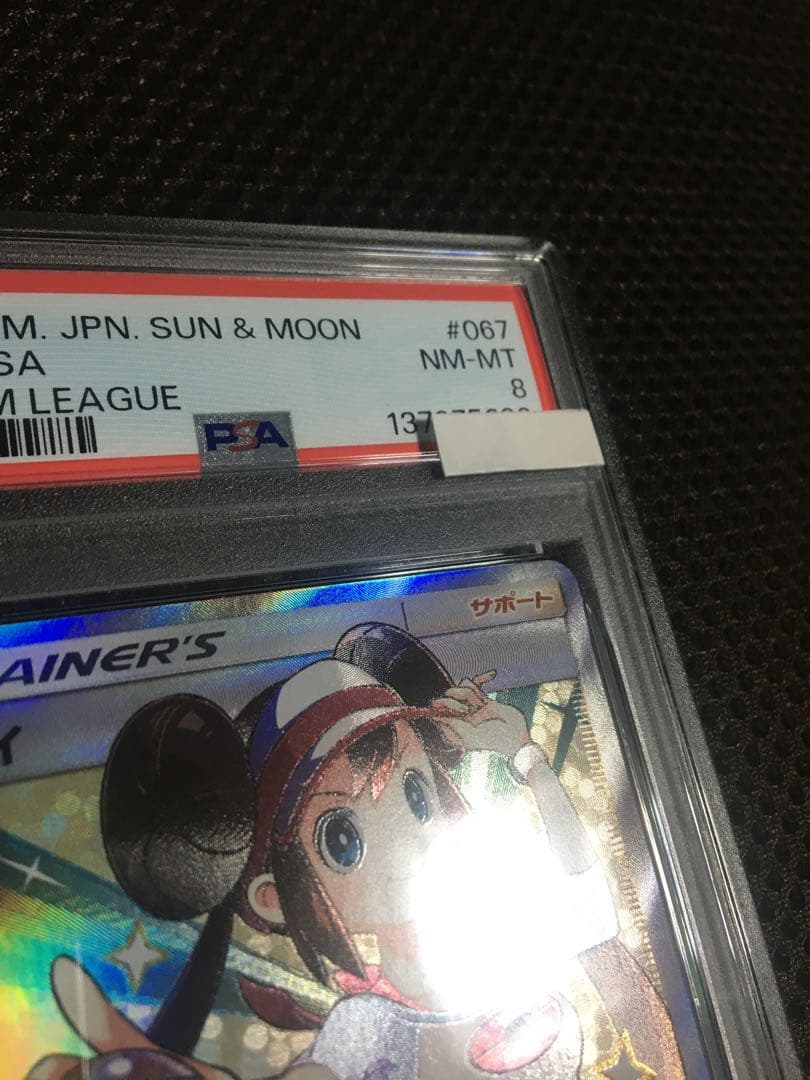 M. JPN. SUN & MOON #067
SA NM-MT
M LEAGUE 8
PSA
サポート
AINER'S